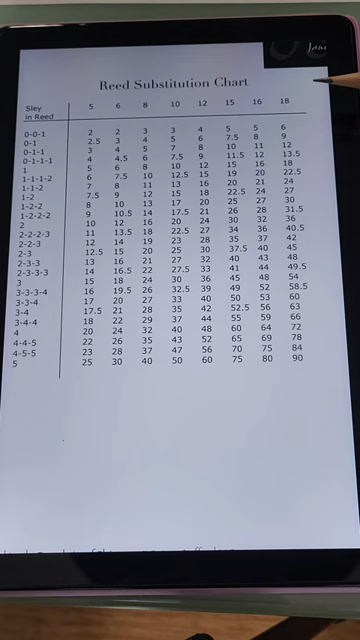 Reed Substitution Chart
Sley in Reed 5 6 8 10 12 15 16 18
0-0-1 2 2 3 3 4 5 5 6
0-1 2.5 3 4 5 6 7.5 8 9
0-1-1 3 4 5 7 8 10 11 12
0-1-1-1 4 4.5 6 7.5 9 11.5 12 13.5
1 5 6 8 10 12 15 16 18
1-1-1-2 6 7.5 10 12.5 15 19 20 22.5
1-1-2 7 8 11 13 16 20 21 24
1-2 7.5 9 12 15 18 22.5 24 27
1-2-2 8 10 13 17 20 25 27 30
1-2-2-2 9 10.5 14 17.5 21 26 28 31.5
2 10 12 16 20 24 30 32 36
2-2-2-3 11 13.5 18 22.5 27 34 36 40.5
2-2-3 12 14 19 23 28 35 37 42
2-3 12.5 15 20 25 30 37.5 40 45
2-3-3 13 16 21 27 32 40 43 48
2-3-3-3 14 16.5 22 27.5 33 41 44 49.5
3 15 18 24 30 36 45 48 54
3-3-3-4 16 19.5 26 32.5 39 49 52 58.5
3-3-4 17 20 27 33 40 50 53 60
3-4 17.5 21 28 35 42 52.5 56 63
3-4-4 18 22 29 37 44 55 59 66
4 20 24 32 40 48 60 64 72
4-4-5 22 26 35 43 52 65 69 78
4-5-5 23 28 37 47 56 70 75 84
5 25 30 40 50 60 75 80 90